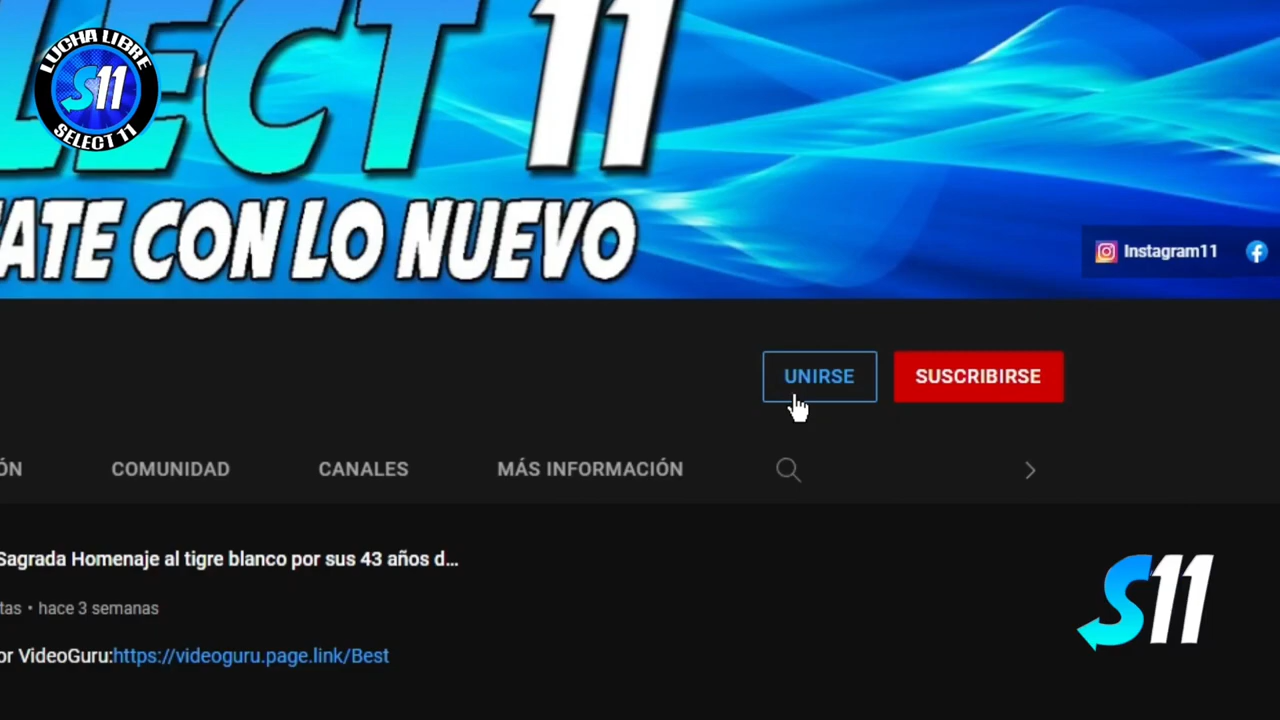 LECT 11
LUCHA LIBRE
S11
SELECT 11
ATE CON LO NUEVO
Instagram11
UNIRSE
SUSCRIBIRSE
ÓN
COMUNIDAD
CANALES
MÁS INFORMACIÓN
Sagrada Homenaje al tigre blanco por sus 43 años d...
tas • hace 3 semanas
or VideoGuru:https://videoguru.page.link/Best
S11